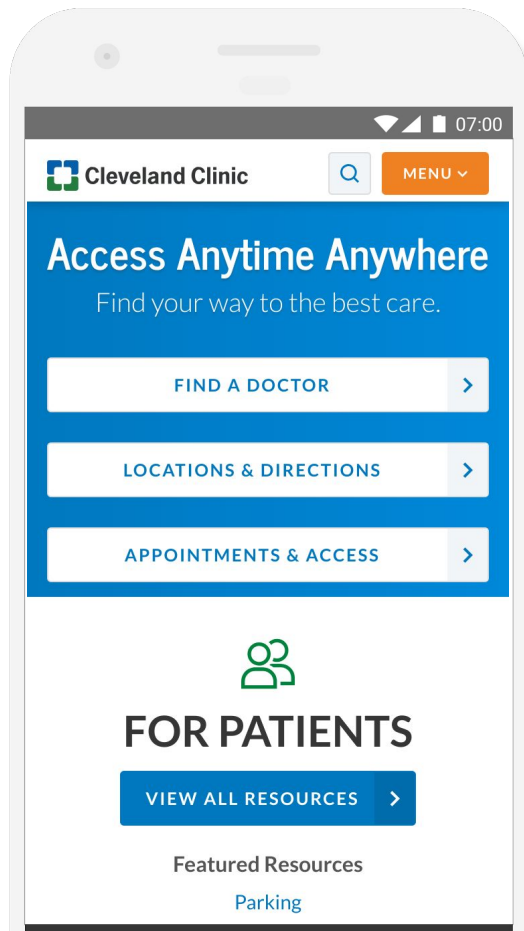 07:00
Cleveland Clinic
MENU
Access Anytime Anywhere
Find your way to the best care.
FIND A DOCTOR
LOCATIONS & DIRECTIONS
APPOINTMENTS & ACCESS
FOR PATIENTS
VIEW ALL RESOURCES
Featured Resources
Parking